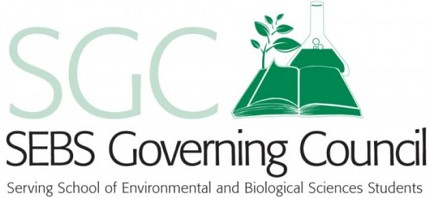 SGC
SEBS Governing Council
Serving School of Environmental and Biological Sciences Students